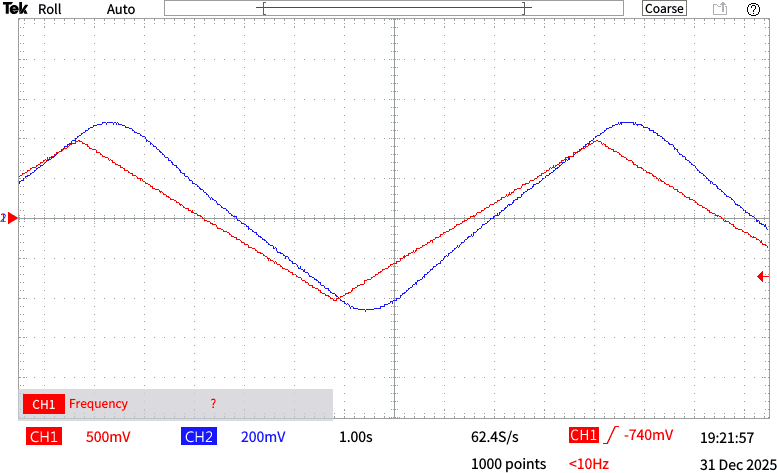 Tek Roll Auto Coarse ?
2
CH1 Frequency ?
CH1 500mV CH2 200mV 1.00s 62.4S/s CH1 -740mV 19:21:57
1000 points <10Hz 31 Dec 2025